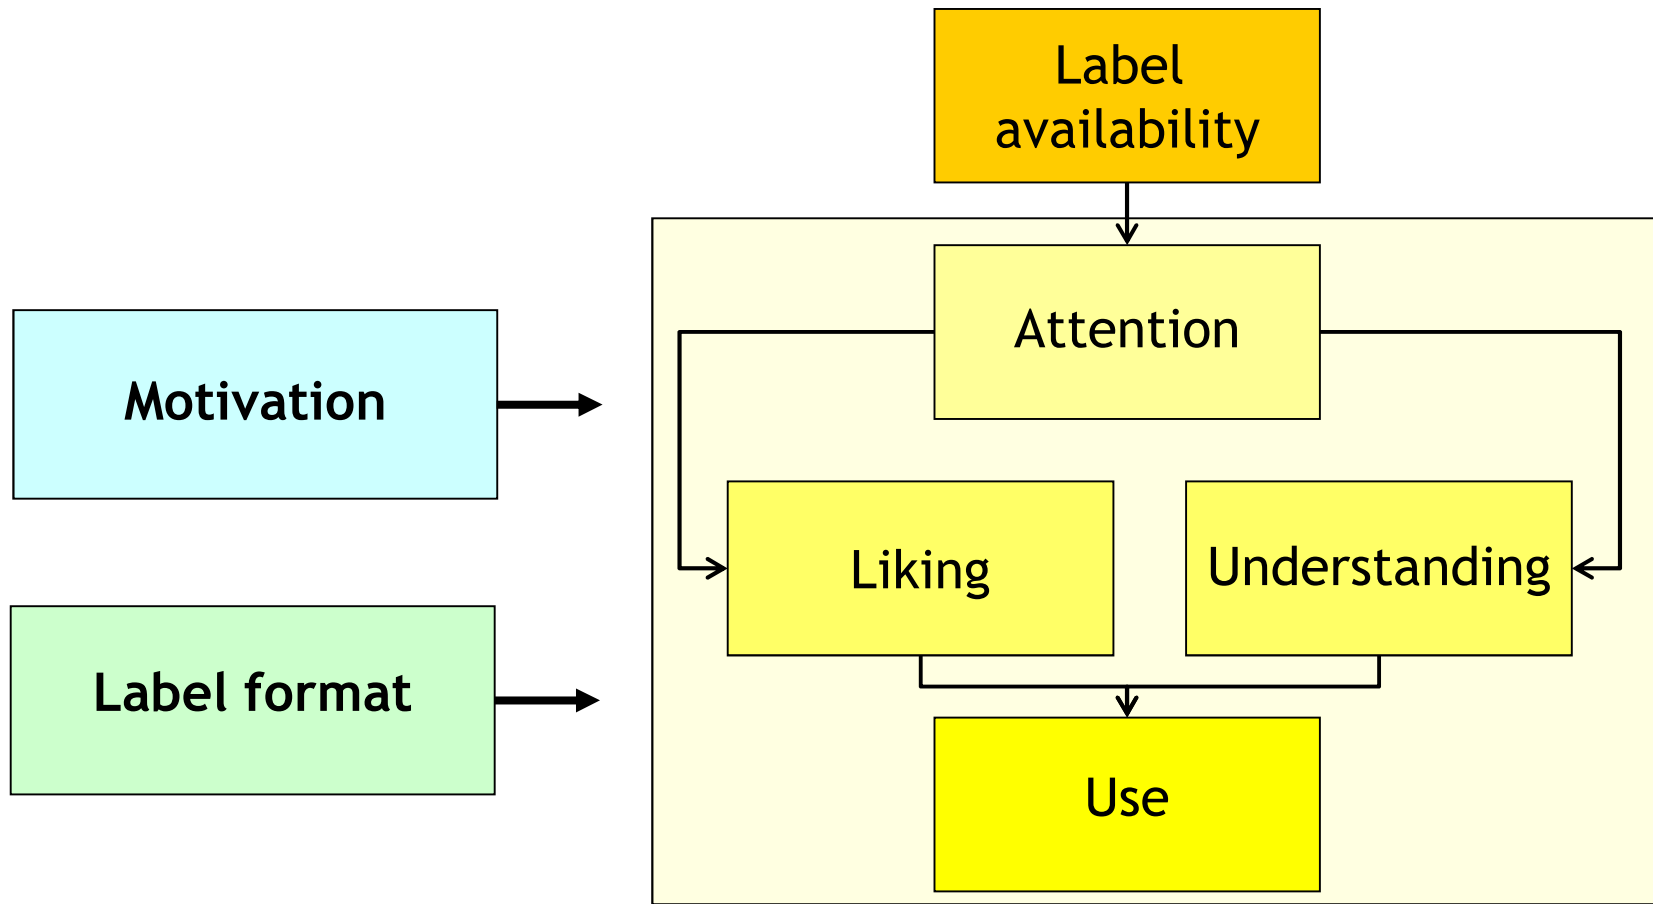 Label
availability
Attention
Motivation
Liking
Understanding
Label format
Use